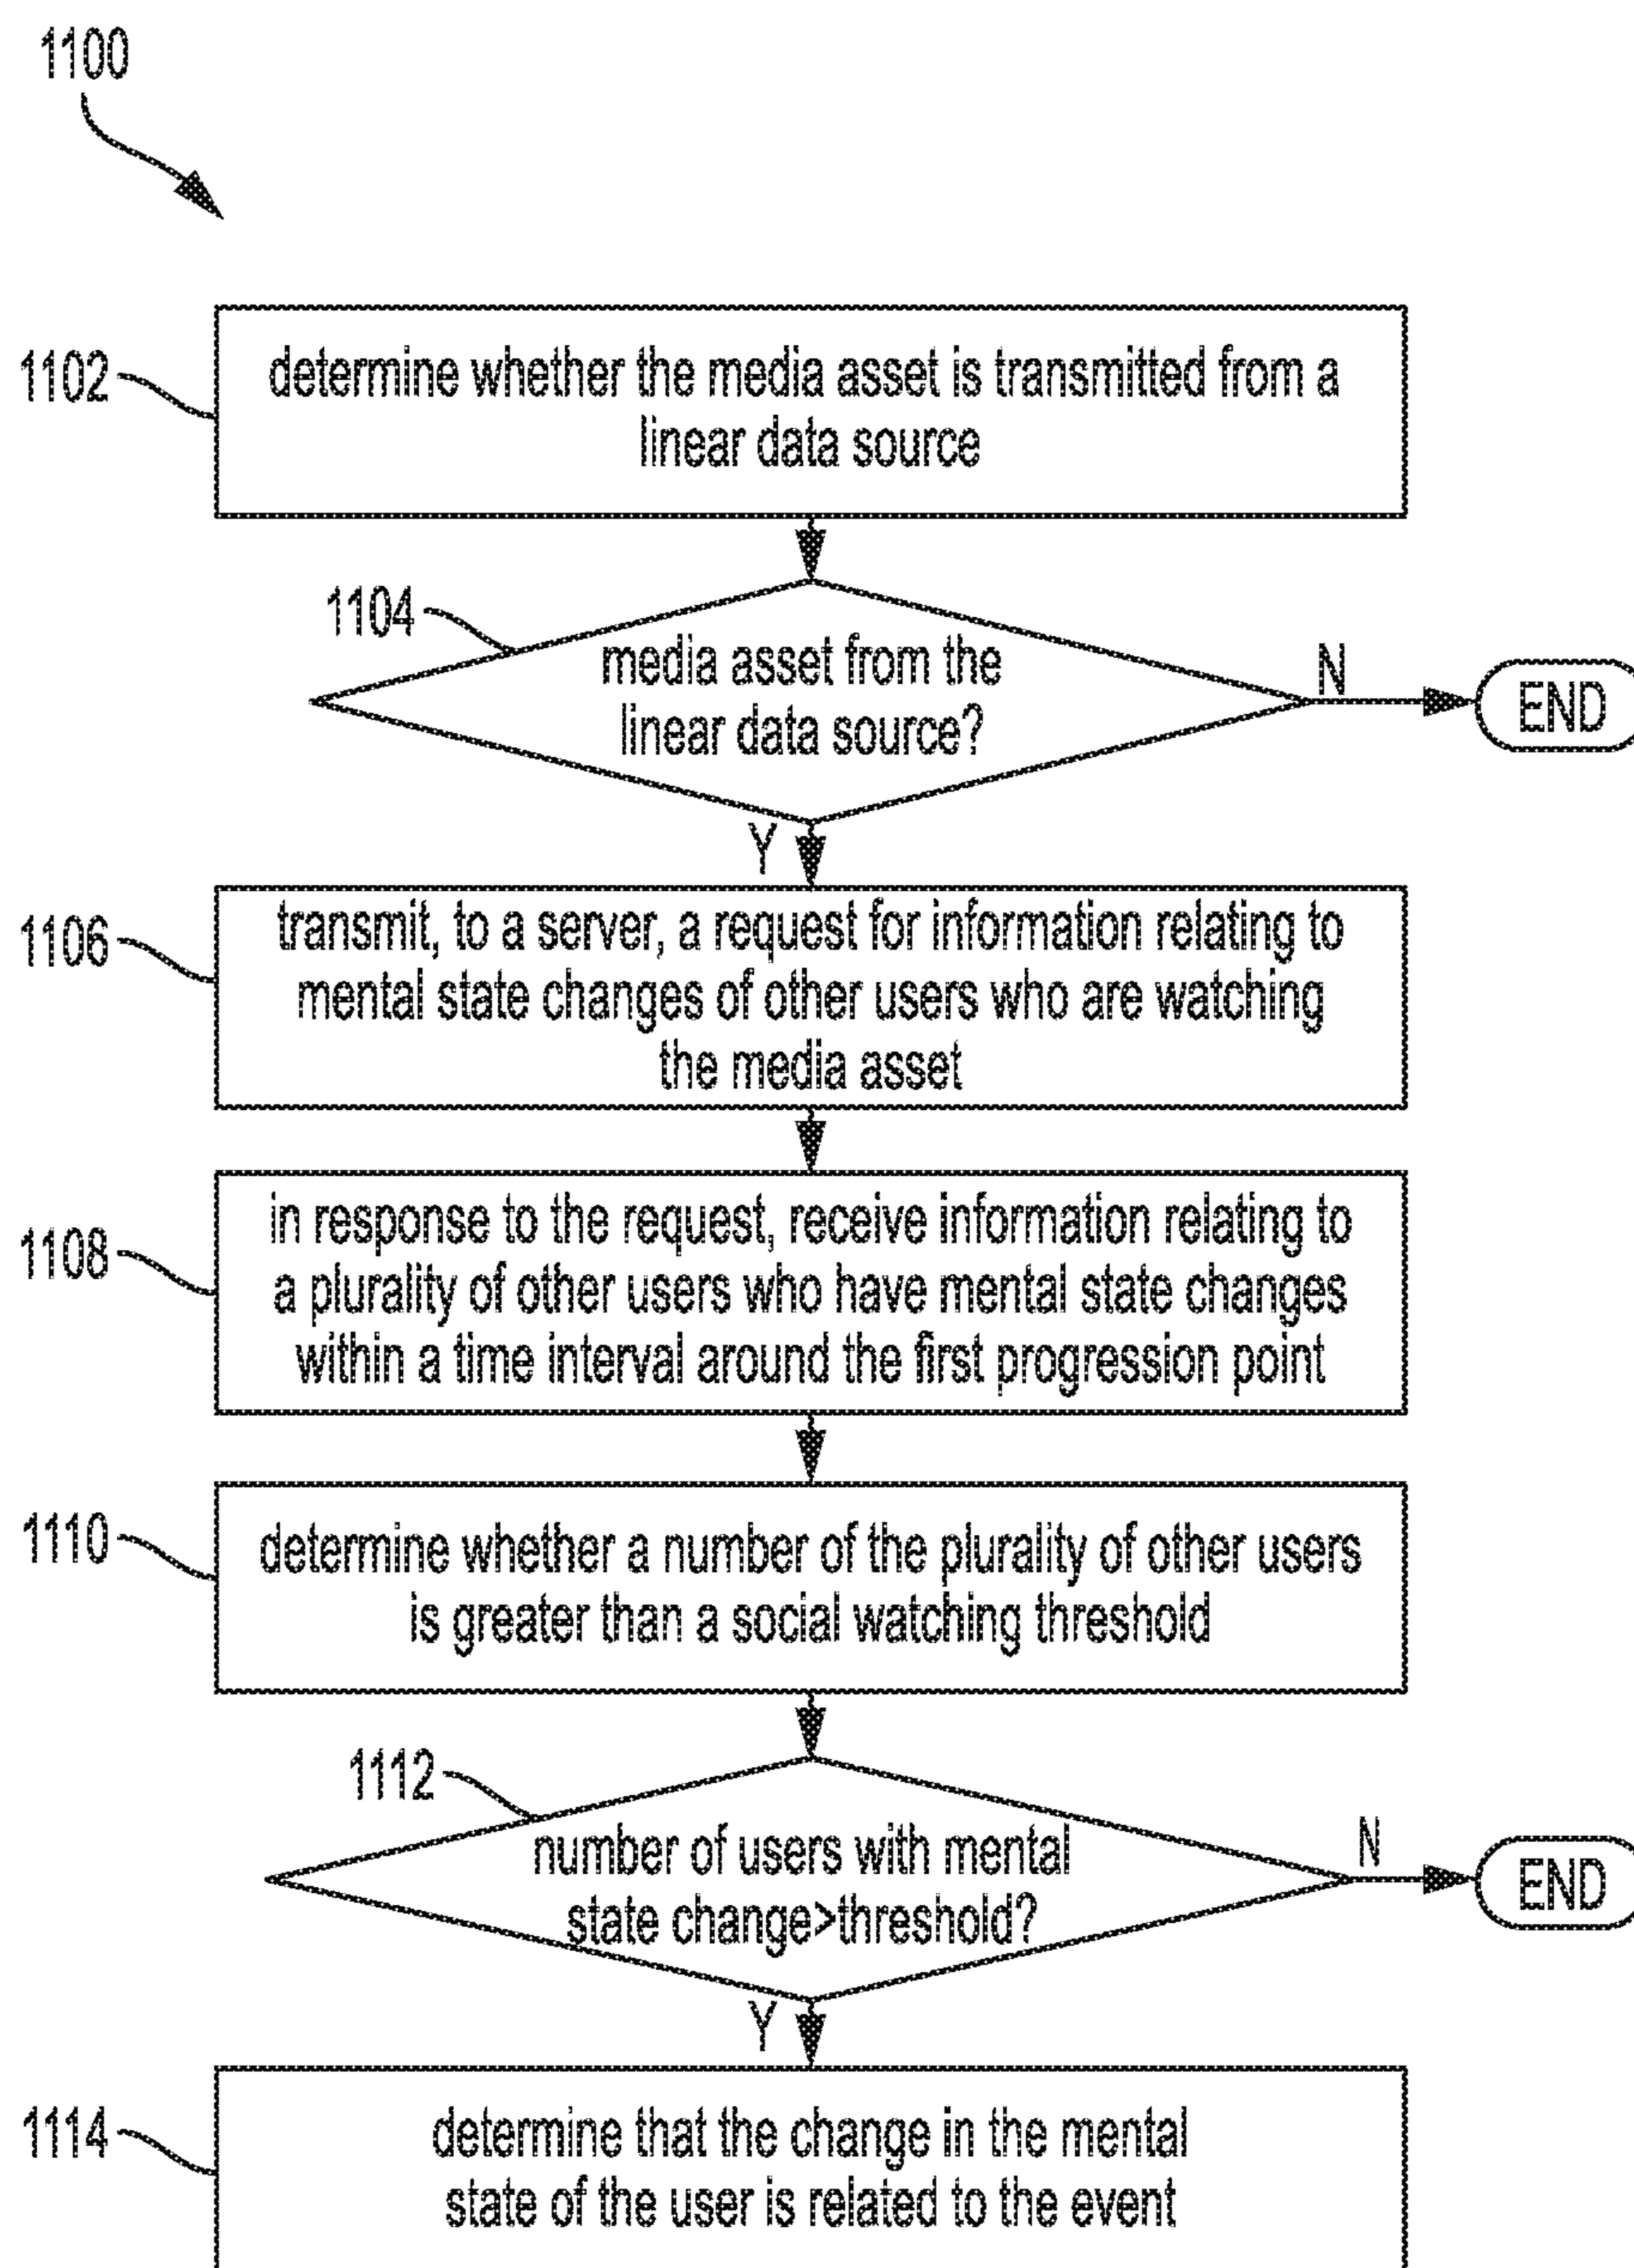 1100
1102
determine whether the media asset is transmitted from a
linear data source
1104
media asset from the
linear data source?
N
END
Y
1106
transmit, to a server, a request for information relating to
mental state changes of other users who are watching
the media asset
1108
in response to the request, receive information relating to
a plurality of other users who have mental state changes
within a time interval around the first progression point
1110
determine whether a number of the plurality of other users
is greater than a social watching threshold
1112
number of users with mental
state change>threshold?
N
END
Y
1114
determine that the change in the mental
state of the user is related to the event